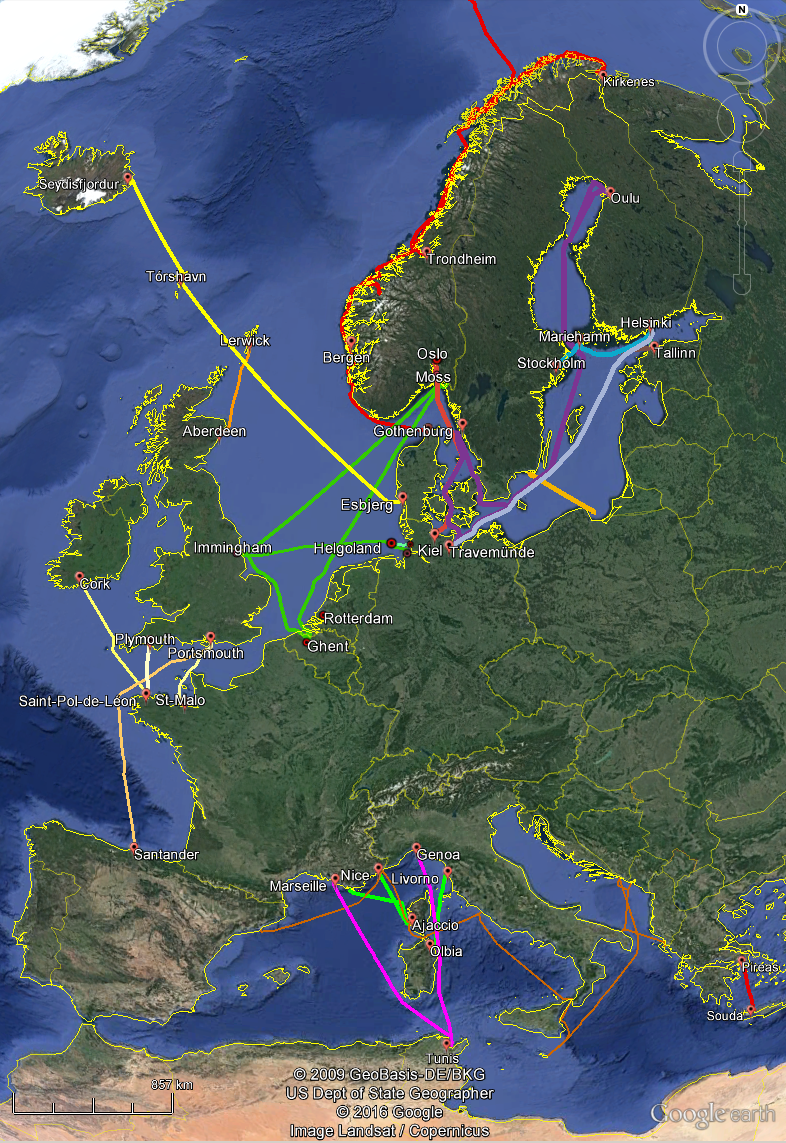 N
Kirkenes
Seydisfjordur
Oulu
Trondheim
Tórshavn
Helsinki
Lerwick
Mariehamn
Bergen
Oslo
Tallinn
Stockholm
Moss
Aberdeen
Gothenburg
Esbjerg
Immingham
Helgoland
-Kiel
Travemünde
Cork
Rotterdam
Plymouth
Ghent
Portsmouth
Saint-Pol-de-Léon
St-Malo
Santander
Genoa
Nice
Livorno
Marseille
Ajaccio
Olbia
Piréas
Souda
Tunis
857 km
© 2009 GeoBasis-DE/BKG
US Dept of State Geographer
© 2016 Google
Image Landsat / Copernicus
Google earth